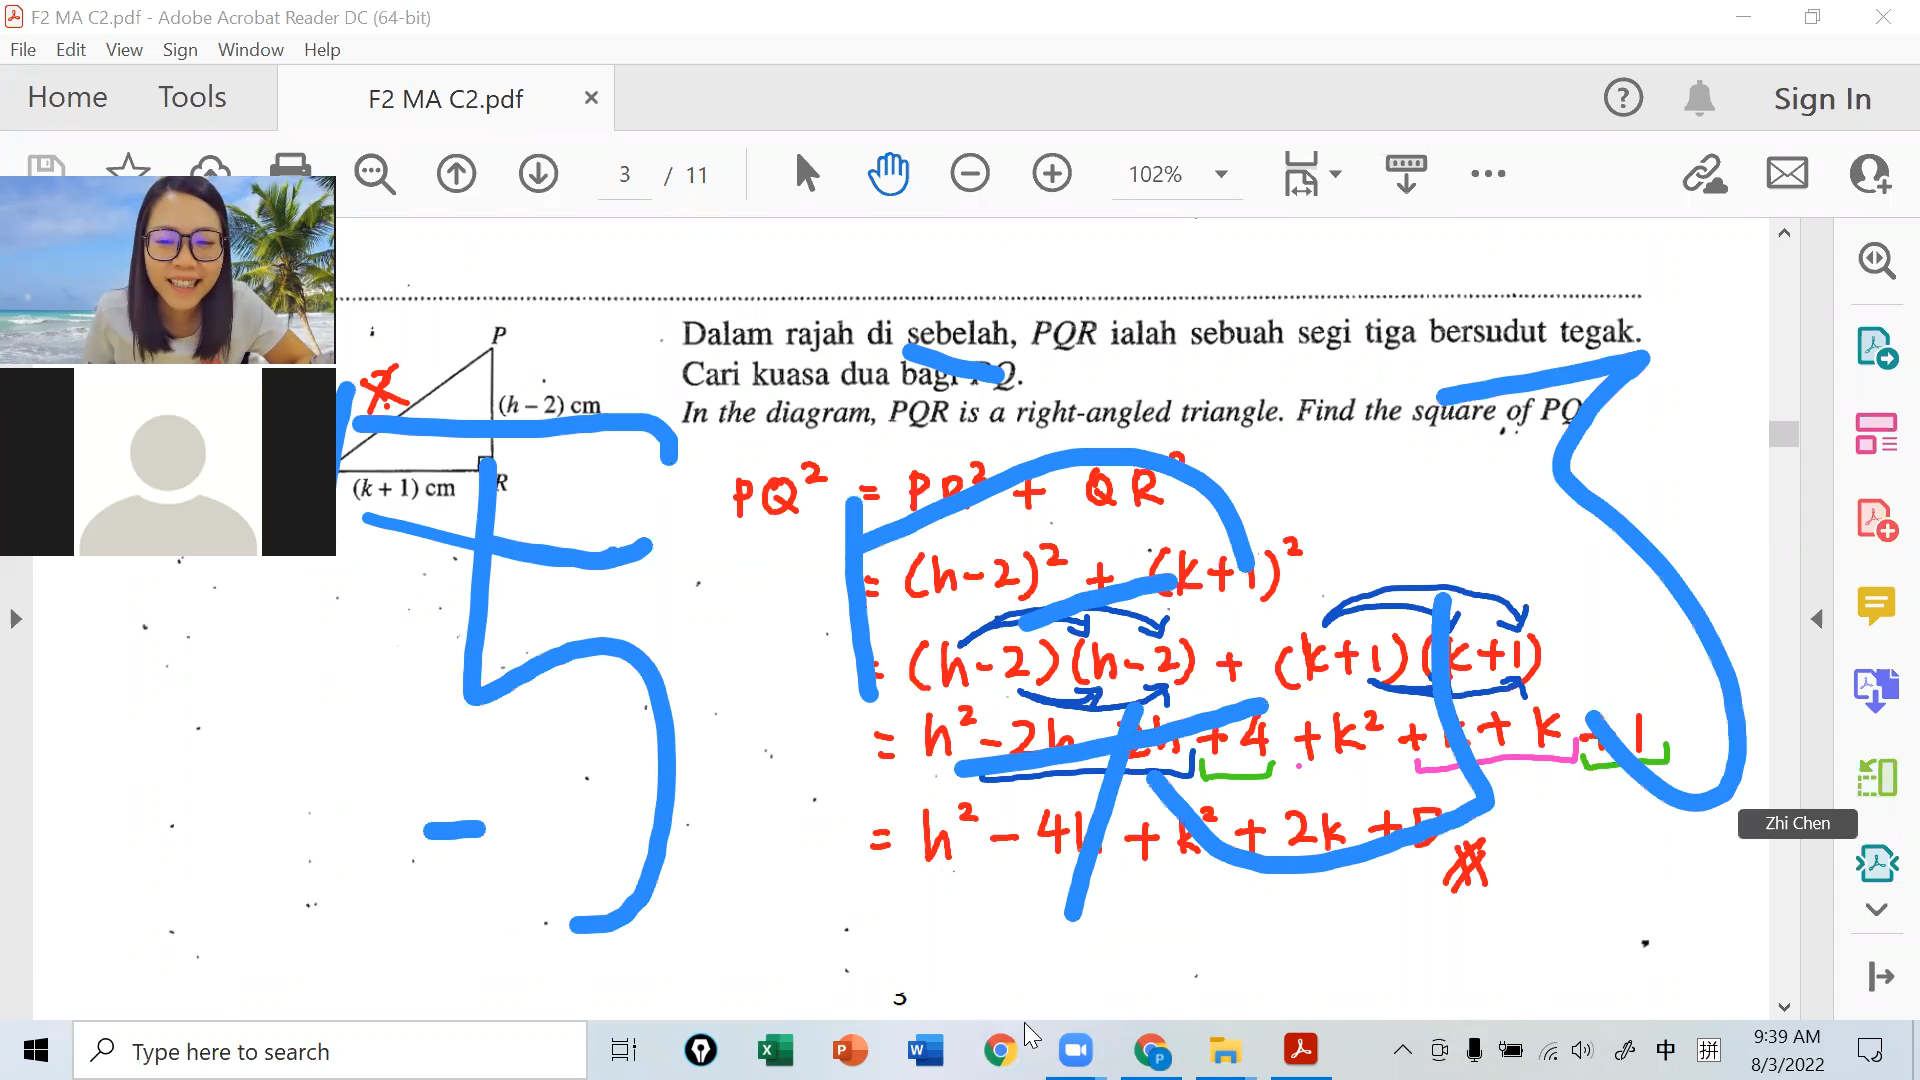 F2 MA C2.pdf - Adobe Acrobat Reader DC (64-bit)
File Edit View Sign Window Help
Home Tools F2 MA C2.pdf Sign In
3 / 11 102%
Dalam rajah di sebelah, PQR ialah sebuah segi tiga bersudut tegak.
Cari kuasa dua bagi PQ.
In the diagram, PQR is a right-angled triangle. Find the square of PQ
P
?
(h – 2) cm
(k + 1) cm
R
PQ² = PR² + QR²
= (h-2)² + (k+1)²
= (h-2)(h-2) + (k+1)(k+1)
= h² - 2h - 2h + 4 + k² + k + k + 1
= h² - 4h + k² + 2k + 5
Zhi Chen
3
Type here to search
中 拼
9:39 AM
8/3/2022